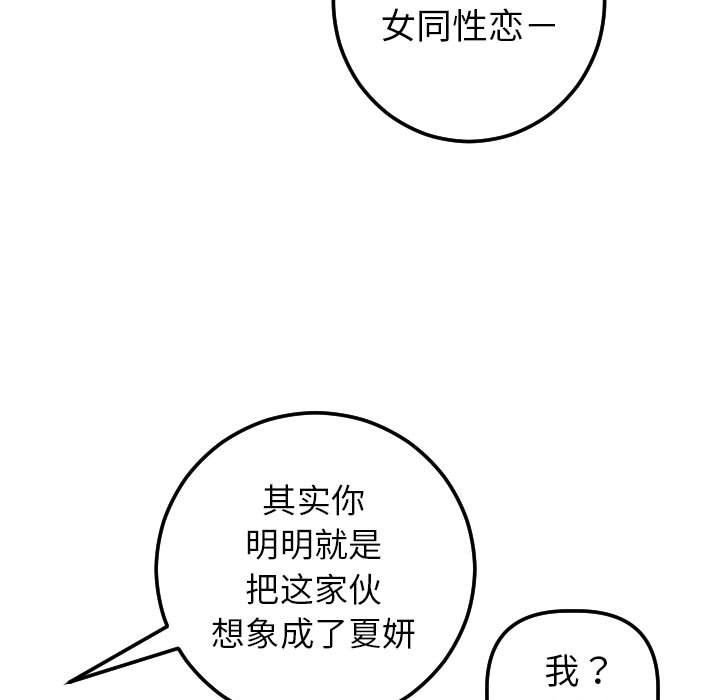 女同性恋－
其实你
明明就是
把这家伙
想象成了夏妍
我？